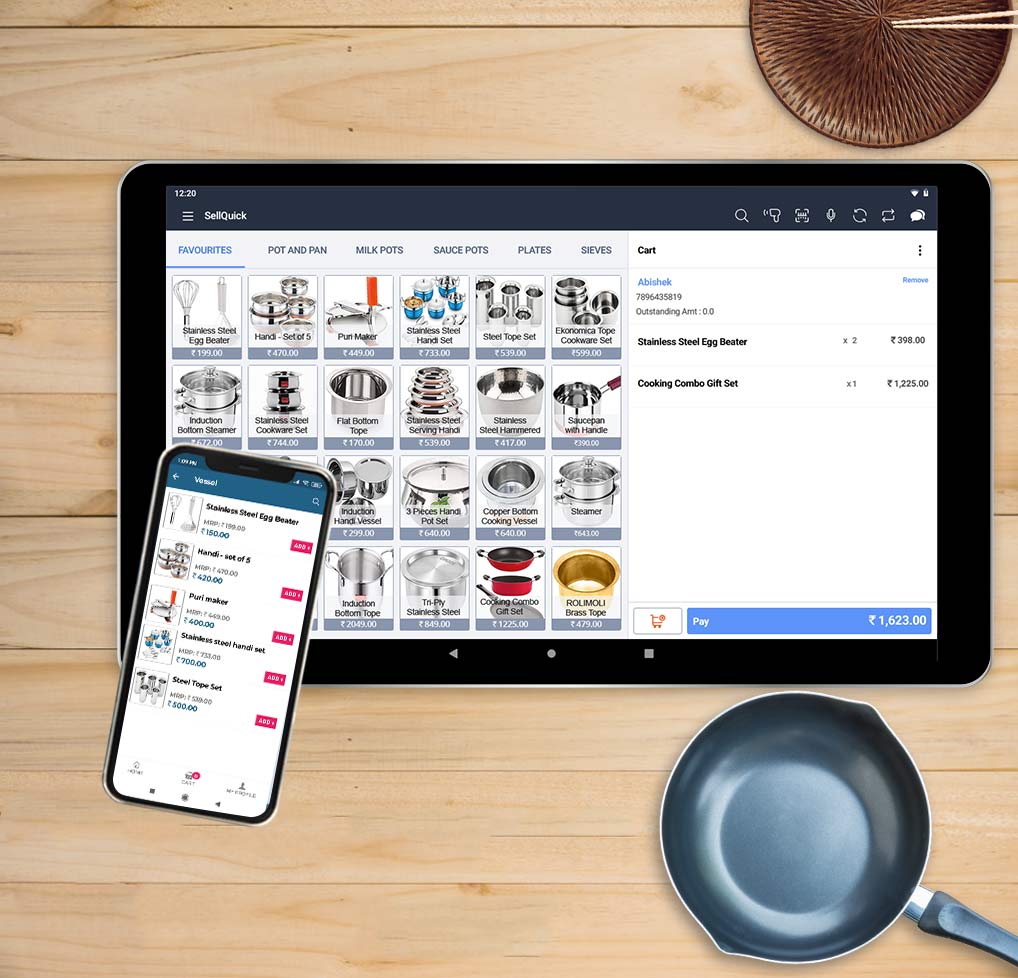 12:20
SellQuick
FAVOURITES POT AND PAN MILK POTS SAUCE POTS PLATES SIEVES
Stainless Steel
Egg Beater
₹ 199.00
Handi - Set of 5
₹ 470.00
Puri Maker
₹ 449.00
Stainless Steel
Handi Set
₹ 733.00
Steel Tope Set
₹ 539.00
Ekonomica Tope
Cookware Set
₹599.00
Induction
Bottom Steamer
₹ 672.00
Stainless Steel
Cookware Set
₹ 744.00
Flat Bottom
Tope
₹ 170.00
Stainless Steel
Serving Handi
₹ 539.00
Stainless
Steel Hammered
₹ 417.00
Saucepan
with Handle
₹390.00
Induction
Handi Vessel
₹ 299.00
3 Pieces Handi
Pot Set
₹ 640.00
Copper Bottom
Cooking Vessel
₹ 640.00
Steamer
₹643.00
Induction
Bottom Tope
₹ 2049.00
Tri-Ply
Stainless Steel
₹ 849.00
Cooking Combo
Gift Set
₹ 1225.00
ROLIMOLI
Brass Tope
₹ 479.00
Cart
Abishek
Remove
7896435819
Outstanding Amt : 0.0
Stainless Steel Egg Beater x 2 ₹ 398.00
Cooking Combo Gift Set x1 ₹ 1,225.00
Pay ₹ 1,623.00
1:09 PM
Vessel
Stainless Steel Egg Beater
MRP: ₹ 199.00
₹ 150.00
ADD +
Handi - set of 5
MRP: ₹ 470.00
₹ 420.00
ADD +
Puri maker
MRP: ₹ 449.00
₹ 400.00
ADD +
Stainless steel handi set
MRP: ₹ 733.00
₹ 700.00
ADD +
Steel Tope Set
MRP: ₹ 539.00
₹ 500.00
ADD +
HOME
CART
MY PROFILE